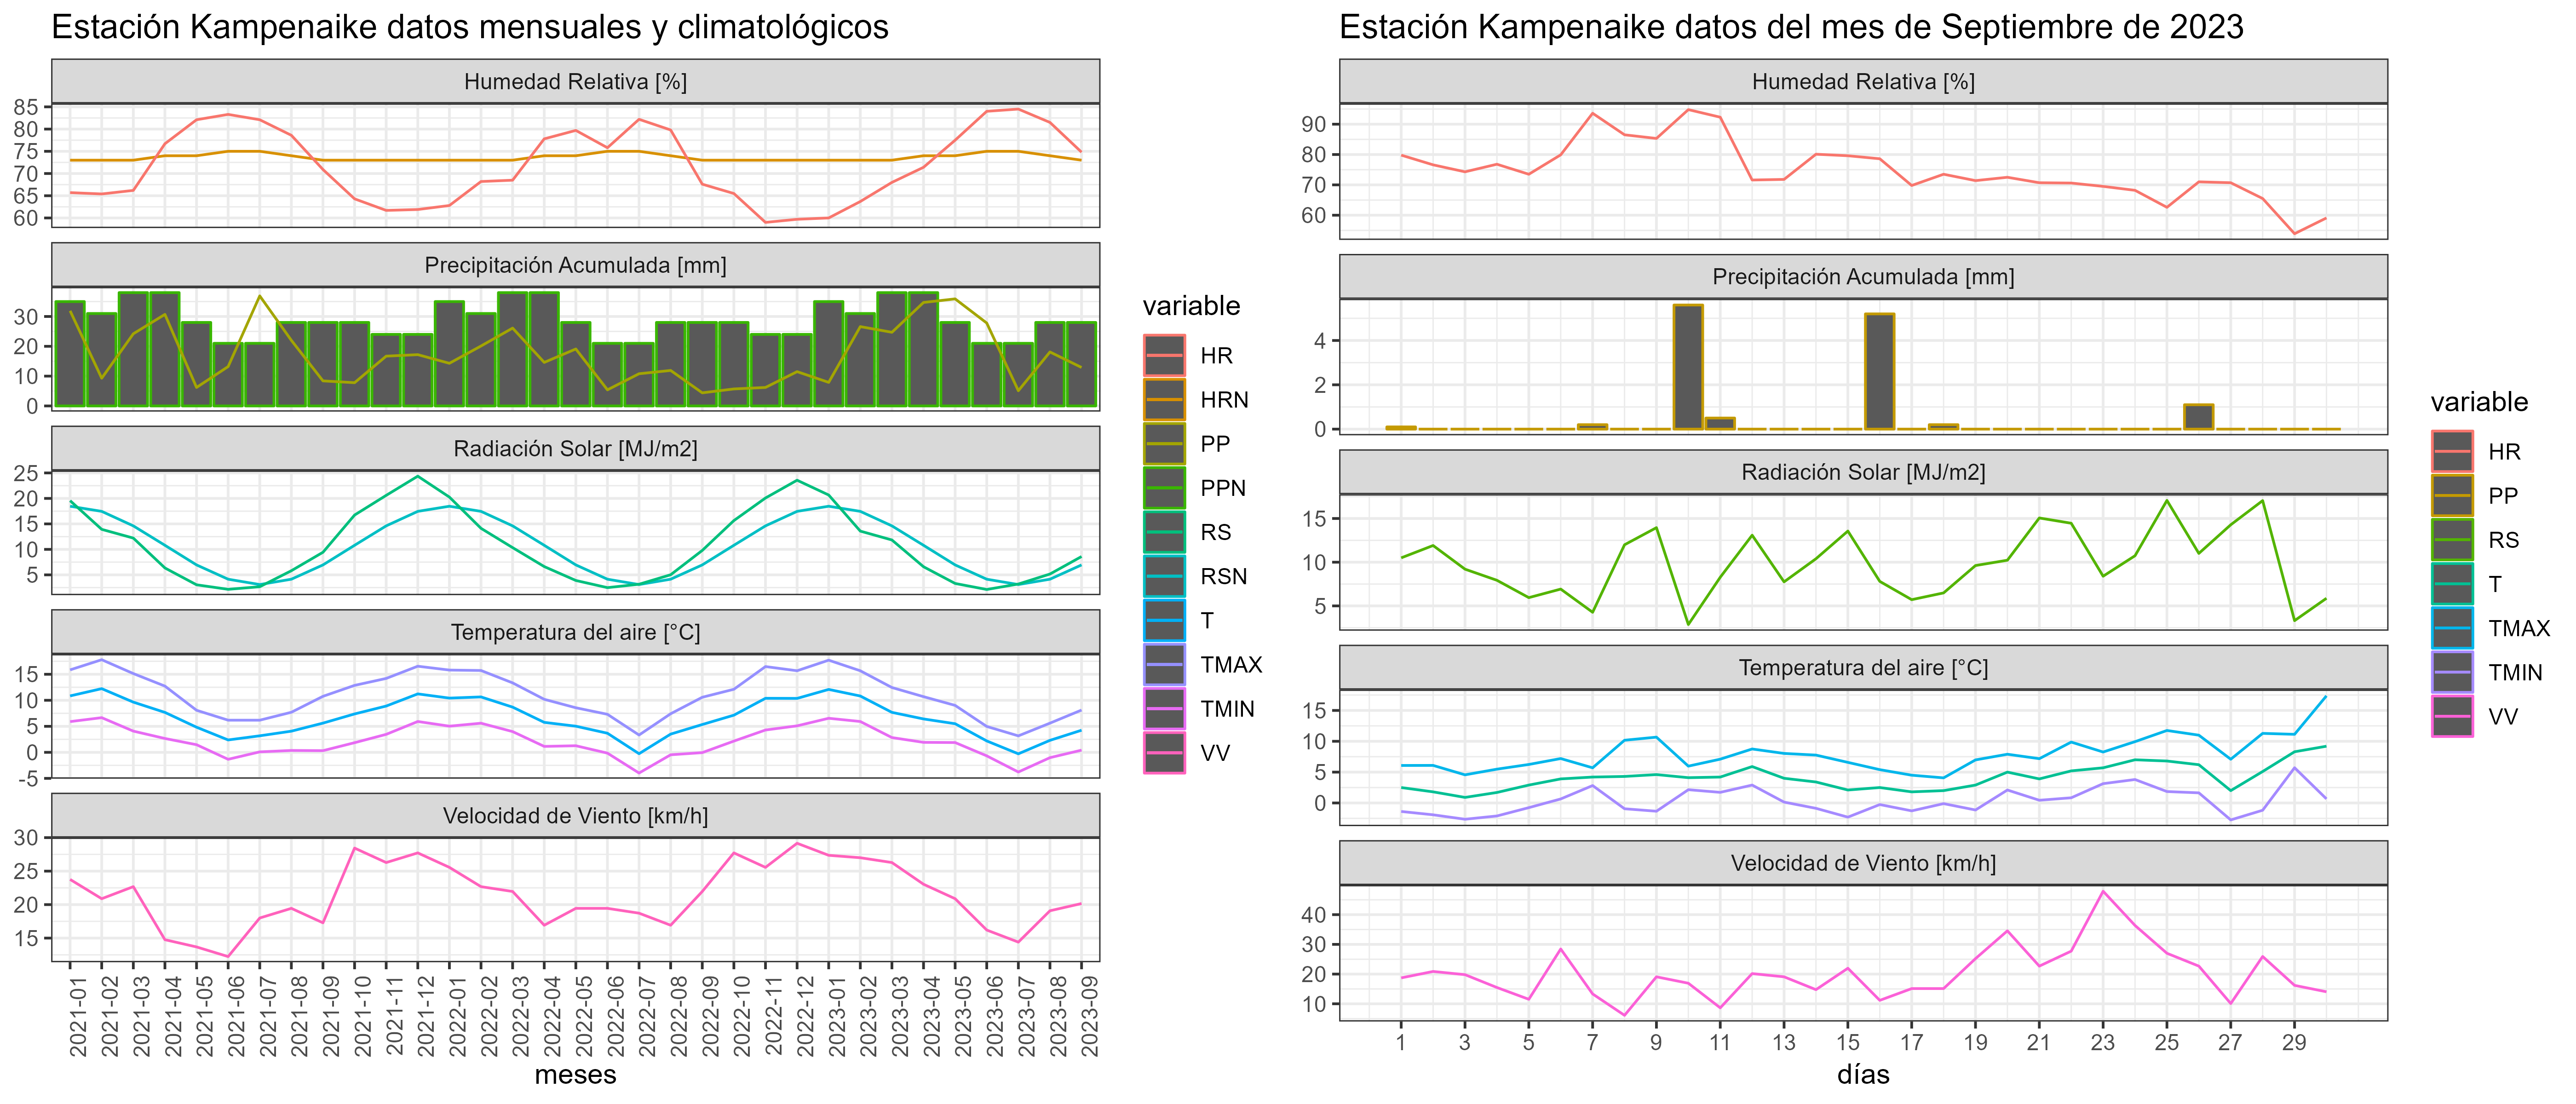 Estación Kampenaike datos mensuales y climatológicos
Humedad Relativa [%]
85
80
75
70
65
60
Precipitación Acumulada [mm]
30
20
10
0
Radiación Solar [MJ/m2]
25
20
15
10
5
Temperatura del aire [°C]
15
10
5
0
-5
Velocidad de Viento [km/h]
30
25
20
15
2021-01
2021-02
2021-03
2021-04
2021-05
2021-06
2021-07
2021-08
2021-09
2021-10
2021-11
2021-12
2022-01
2022-02
2022-03
2022-04
2022-05
2022-06
2022-07
2022-08
2022-09
2022-10
2022-11
2022-12
2023-01
2023-02
2023-03
2023-04
2023-05
2023-06
2023-07
2023-08
2023-09
meses
variable
HR
HRN
PP
PPN
RS
RSN
T
TMAX
TMIN
VV
Estación Kampenaike datos del mes de Septiembre de 2023
Humedad Relativa [%]
90
80
70
60
Precipitación Acumulada [mm]
4
2
0
Radiación Solar [MJ/m2]
15
10
5
Temperatura del aire [°C]
15
10
5
0
Velocidad de Viento [km/h]
40
30
20
10
1 3 5 7 9 11 13 15 17 19 21 23 25 27 29
días
variable
HR
PP
RS
T
TMAX
TMIN
VV